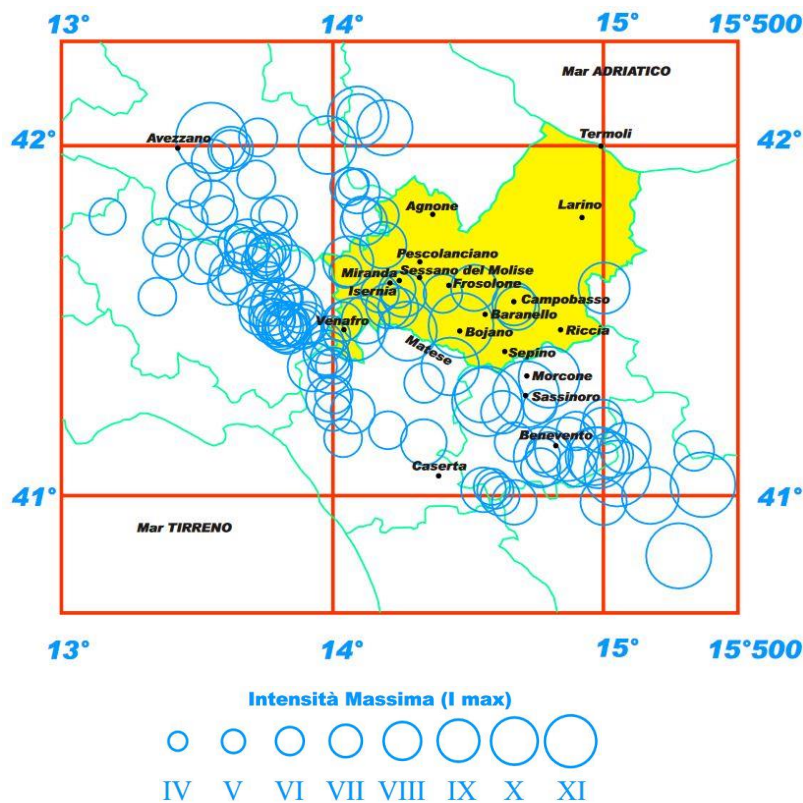 13° 14° 15° 15°500
Mar ADRIATICO
42° Avezzano Termoli 42°
Agnone Larino
Pescolanciano
Sessano del Molise
Miranda Frosolone
Isernia
Campobasso
Baranello
Venafro Bojano Riccia
Matese Sepino
Morcone
Sassinoro
Benevento
Caserta
41° 41°
Mar TIRRENO
13° 14° 15° 15°500
Intensità Massima (I max)
IV V VI VII VIII IX X XI